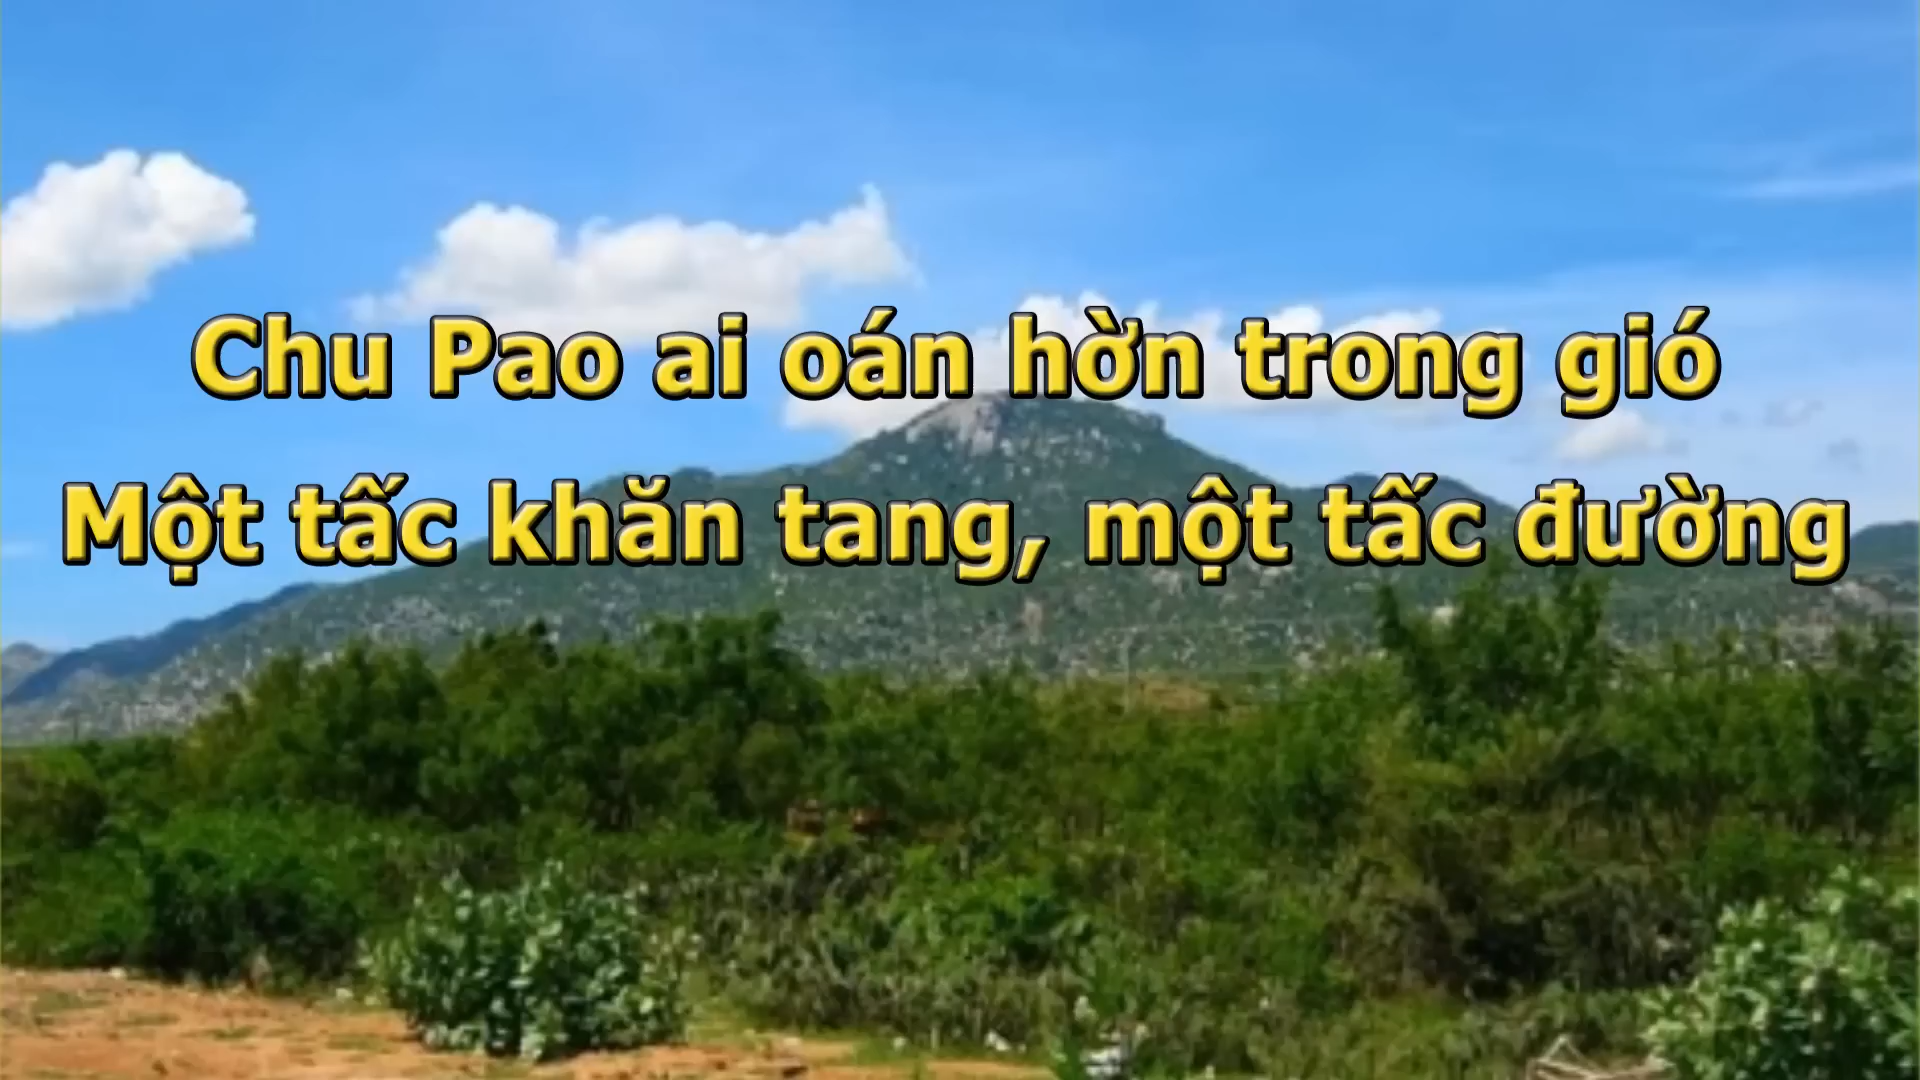 Chu Pao ai oán hờn trong gió
Một tấc khăn tang, một tấc đường